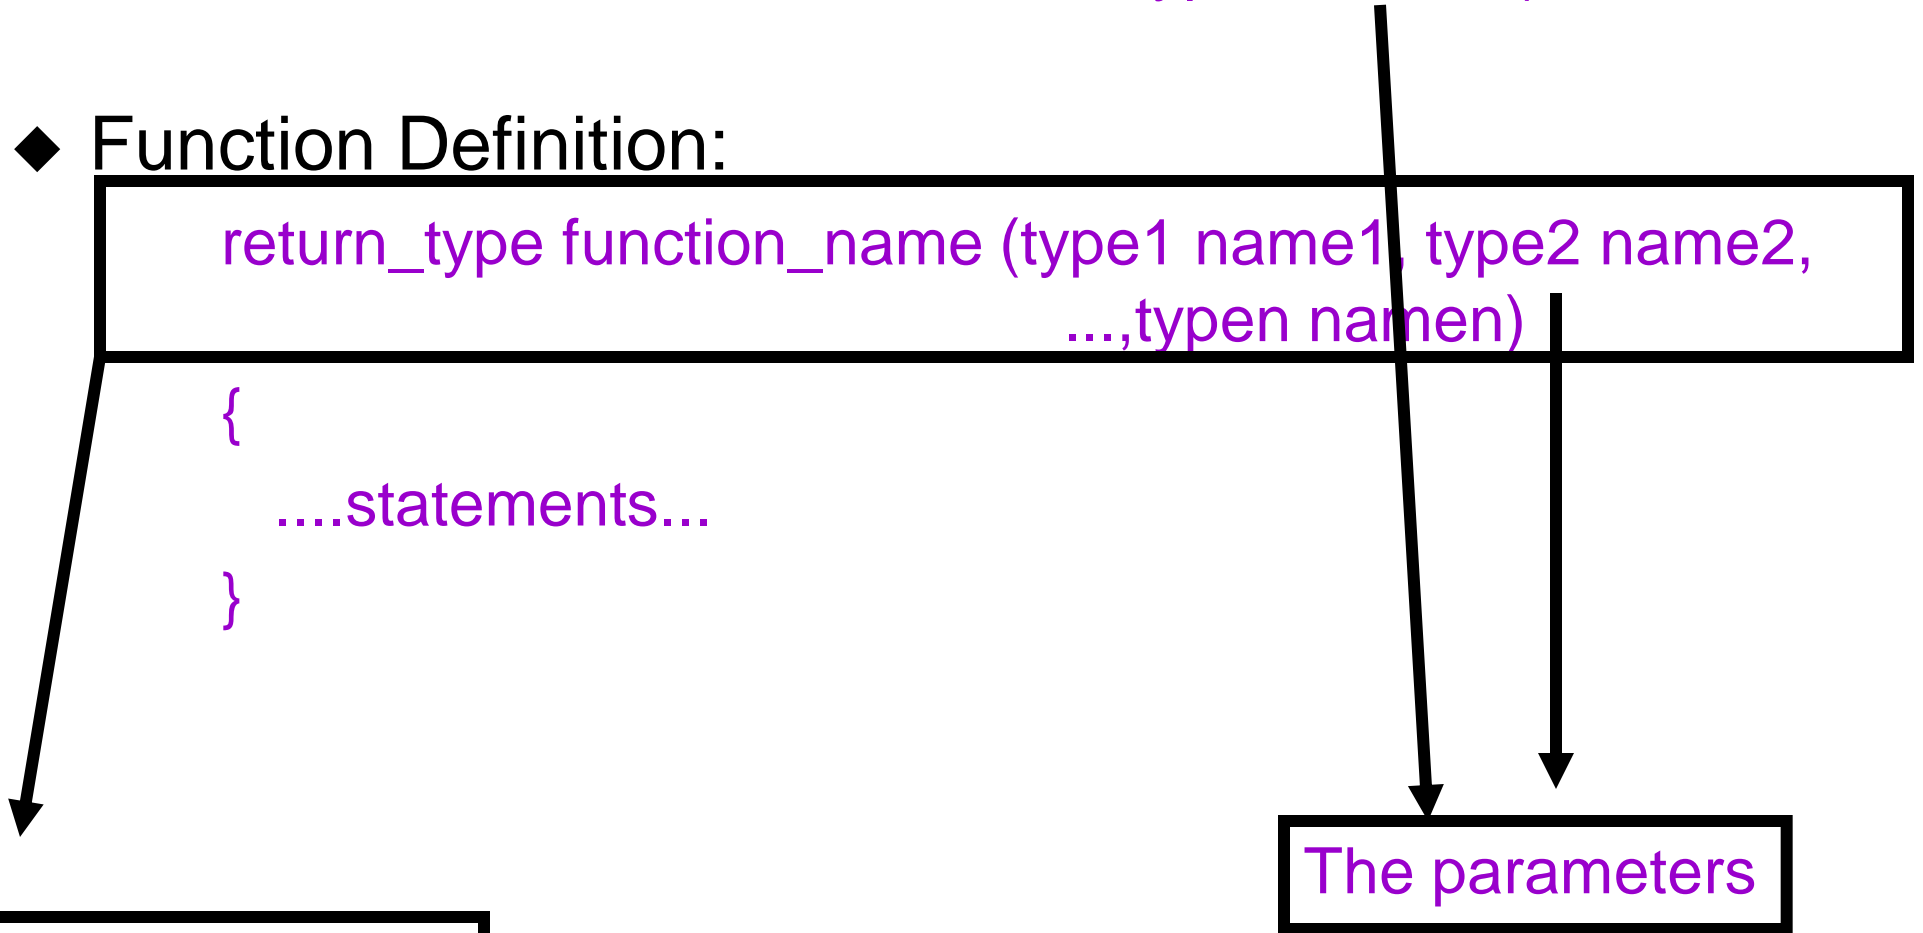 ◆ Function Definition:
return_type function_name (type1 name1, type2 name2,
...,typen namen)
{
....statements...
}
The parameters